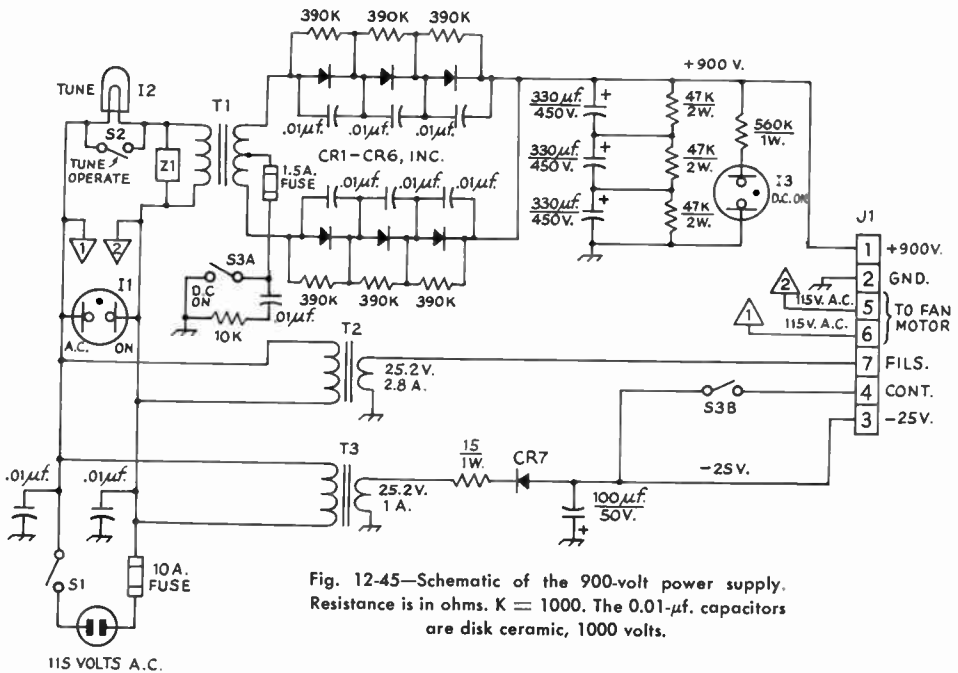 390K 390K 390K
TUNE I2
T1
S2
TUNE
OPERATE
Z1
.01µf. .01µf. .01µf.
CR1–CR6, INC.
1.5A.
FUSE
.01µf. .01µf. .01µf.
+900 V.
330µf.
450V.
47K
2W.
560K
1W.
330µf.
450V.
47K
2W.
I3
D.C. ON
330µf.
450V.
47K
2W.
J1
1 +900V.
2 GND.
2 115V. A.C. 5
TO FAN
MOTOR
1 115V. A.C. 6
7 FILS.
4 CONT.
3 -25V.
1 2
I1
A.C. ON
S3A
D.C
ON
10K
.01µf.
390K 390K 390K
T2
25.2V.
2.8 A.
S3B
T3
25.2V.
1 A.
15
1W.
CR7
-25V.
100µf.
50V.
.01µf. .01µf.
S1
10A.
FUSE
115 VOLTS A.C.
Fig. 12-45—Schematic of the 900-volt power supply.
Resistance is in ohms. K = 1000. The 0.01-µf. capacitors
are disk ceramic, 1000 volts.